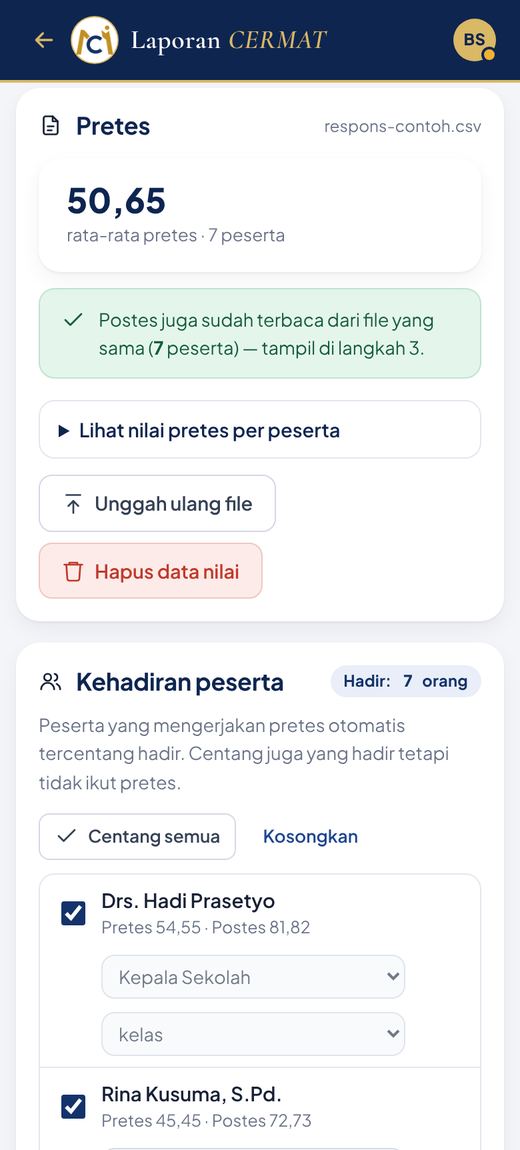 Laporan CERMAT
BS
Pretes
respons-contoh.csv
50,65
rata-rata pretes · 7 peserta
Postes juga sudah terbaca dari file yang
sama (7 peserta) — tampil di langkah 3.
Lihat nilai pretes per peserta
Unggah ulang file
Hapus data nilai
Kehadiran peserta
Hadir: 7 orang
Peserta yang mengerjakan pretes otomatis
tercentang hadir. Centang juga yang hadir tetapi
tidak ikut pretes.
Centang semua
Kosongkan
Drs. Hadi Prasetyo
Pretes 54,55 · Postes 81,82
Kepala Sekolah
kelas
Rina Kusuma, S.Pd.
Pretes 45,45 · Postes 72,73